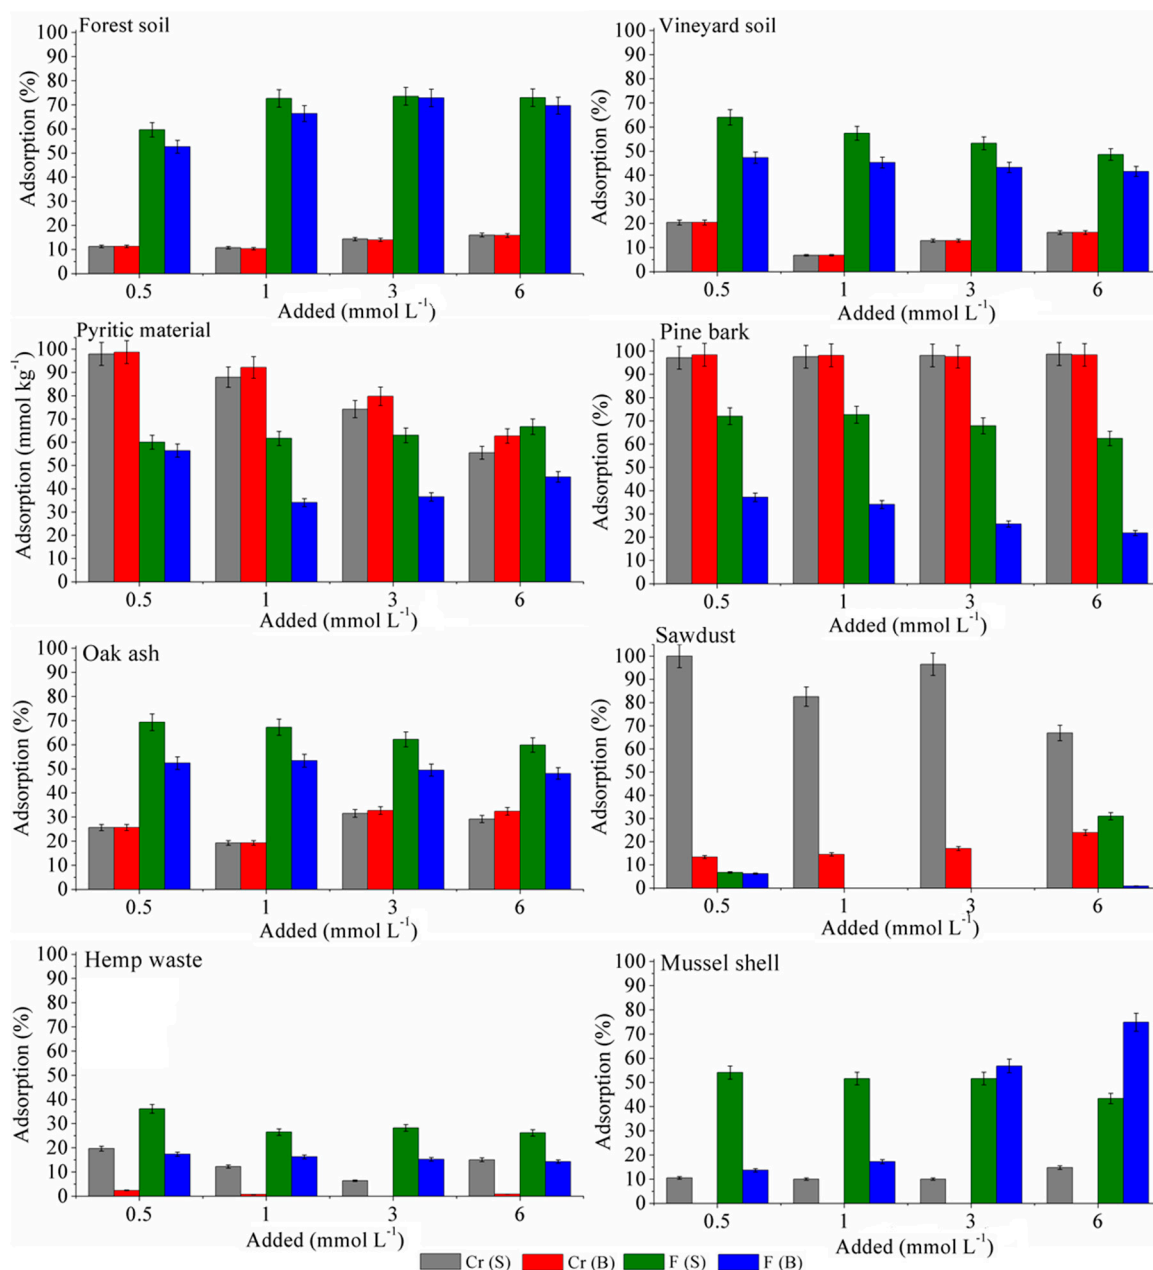 Forest soil
Adsorption (%)
100
90
80
70
60
50
40
30
20
10
0
0.5 1 3 6
Added (mmol L-1)
Vineyard soil
Adsorption (%)
100
90
80
70
60
50
40
30
20
10
0
0.5 1 3 6
Added (mmol L-1)
Pyritic material
Adsorption (mmol kg-1)
100
90
80
70
60
50
40
30
20
10
0
0.5 1 3 6
Added (mmol L-1)
Pine bark
Adsorption (%)
100
90
80
70
60
50
40
30
20
10
0
0.5 1 3 6
Added (mmol L-1)
Oak ash
Adsorption (%)
100
90
80
70
60
50
40
30
20
10
0
0.5 1 3 6
Added (mmol L-1)
Sawdust
Adsorption (%)
100
90
80
70
60
50
40
30
20
10
0
0.5 1 3 6
Added (mmol L-1)
Hemp waste
Adsorption (%)
100
90
80
70
60
50
40
30
20
10
0
0.5 1 3 6
Added (mmol L-1)
Mussel shell
Adsorption (%)
100
90
80
70
60
50
40
30
20
10
0
0.5 1 3 6
Added (mmol L-1)
Cr (S) Cr (B) F (S) F (B)